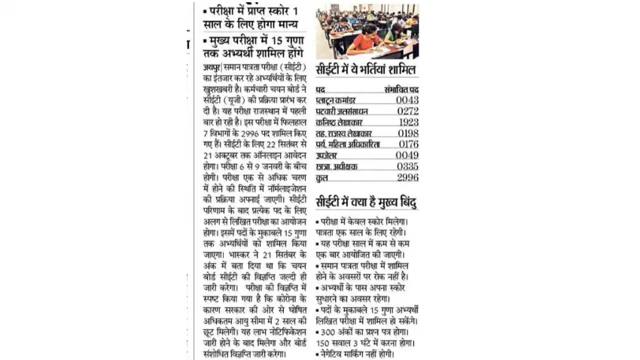 • परीक्षा में प्राप्त स्कोर 1
साल के लिए होगा मान्य
• मुख्य परीक्षा में 15 गुणा
तक अभ्यर्थी शामिल होंगे
जयपुर | समान पात्रता परीक्षा (सीईटी)
का इंतजार कर रहे अभ्यर्थियों के लिए
खुशखबरी है। कर्मचारी चयन बोर्ड ने
सीईटी (यूजी) की प्रक्रिया प्रारंभ कर
दी है। यह परीक्षा राजस्थान में पहली
बार हो रही है। इस परीक्षा में फिलहाल
7 विभागों के 2996 पद शामिल किए
गए हैं। सीईटी के लिए 22 सितंबर से
21 अक्टूबर तक ऑनलाइन आवेदन
होगा। परीक्षा 6 से 9 जनवरी के बीच
होगी। परीक्षा एक से अधिक चरण
में होने की स्थिति में नॉर्मलाइजेशन
की प्रक्रिया अपनाई जाएगी। सीईटी
परिणाम के बाद प्रत्येक पद के लिए
अलग से लिखित परीक्षा का आयोजन
होगा। इसमें पदों के मुकाबले 15 गुणा
तक अभ्यर्थियों को शामिल किया
जाएगा। भास्कर ने 21 सितंबर के
अंक में बता दिया था कि चयन
बोर्ड सीईटी की विज्ञप्ति जल्दी ही
जारी करेगा। परीक्षा की विज्ञप्ति में
स्पष्ट किया गया है कि कोरोना के
कारण सरकार की ओर से घोषित
अधिकतम आयु सीमा में 2 साल की
छूट मिलेगी। यह लाभ नोटिफिकेशन
जारी होने के बाद मिलेगा और बोर्ड
संशोधित विज्ञप्ति जारी करेगा।
सीईटी में ये भर्तियां शामिल
पद संभावित पद
प्लाटून कमांडर 0043
पटवारी जलसंसाधन 0272
कनिष्ठ लेखाकार 1923
तह. राजस्व लेखाकार 0198
पर्य. महिला अधिकारिता 0176
उपजेलर 0049
छात्रा. अधीक्षक 0335
कुल 2996
सीईटी में क्या है मुख्य बिंदु
• परीक्षा में केवल स्कोर मिलेगा।
पात्रता एक साल के लिए रहेगी।
• यह परीक्षा साल में कम से कम
एक बार आयोजित की जाएगी।
• समान पात्रता परीक्षा में शामिल
होने के अवसरों पर रोक नहीं है।
• अभ्यर्थी के पास अपना स्कोर
सुधारने का अवसर रहेगा।
• पदों के मुकाबले 15 गुणा अभ्यर्थी
लिखित परीक्षा में शामिल हो सकेंगे।
• 300 अंकों का प्रश्न पत्र होगा।
150 सवाल 3 घंटे में करना होगा।
• नेगेटिव मार्किंग नहीं होगी।